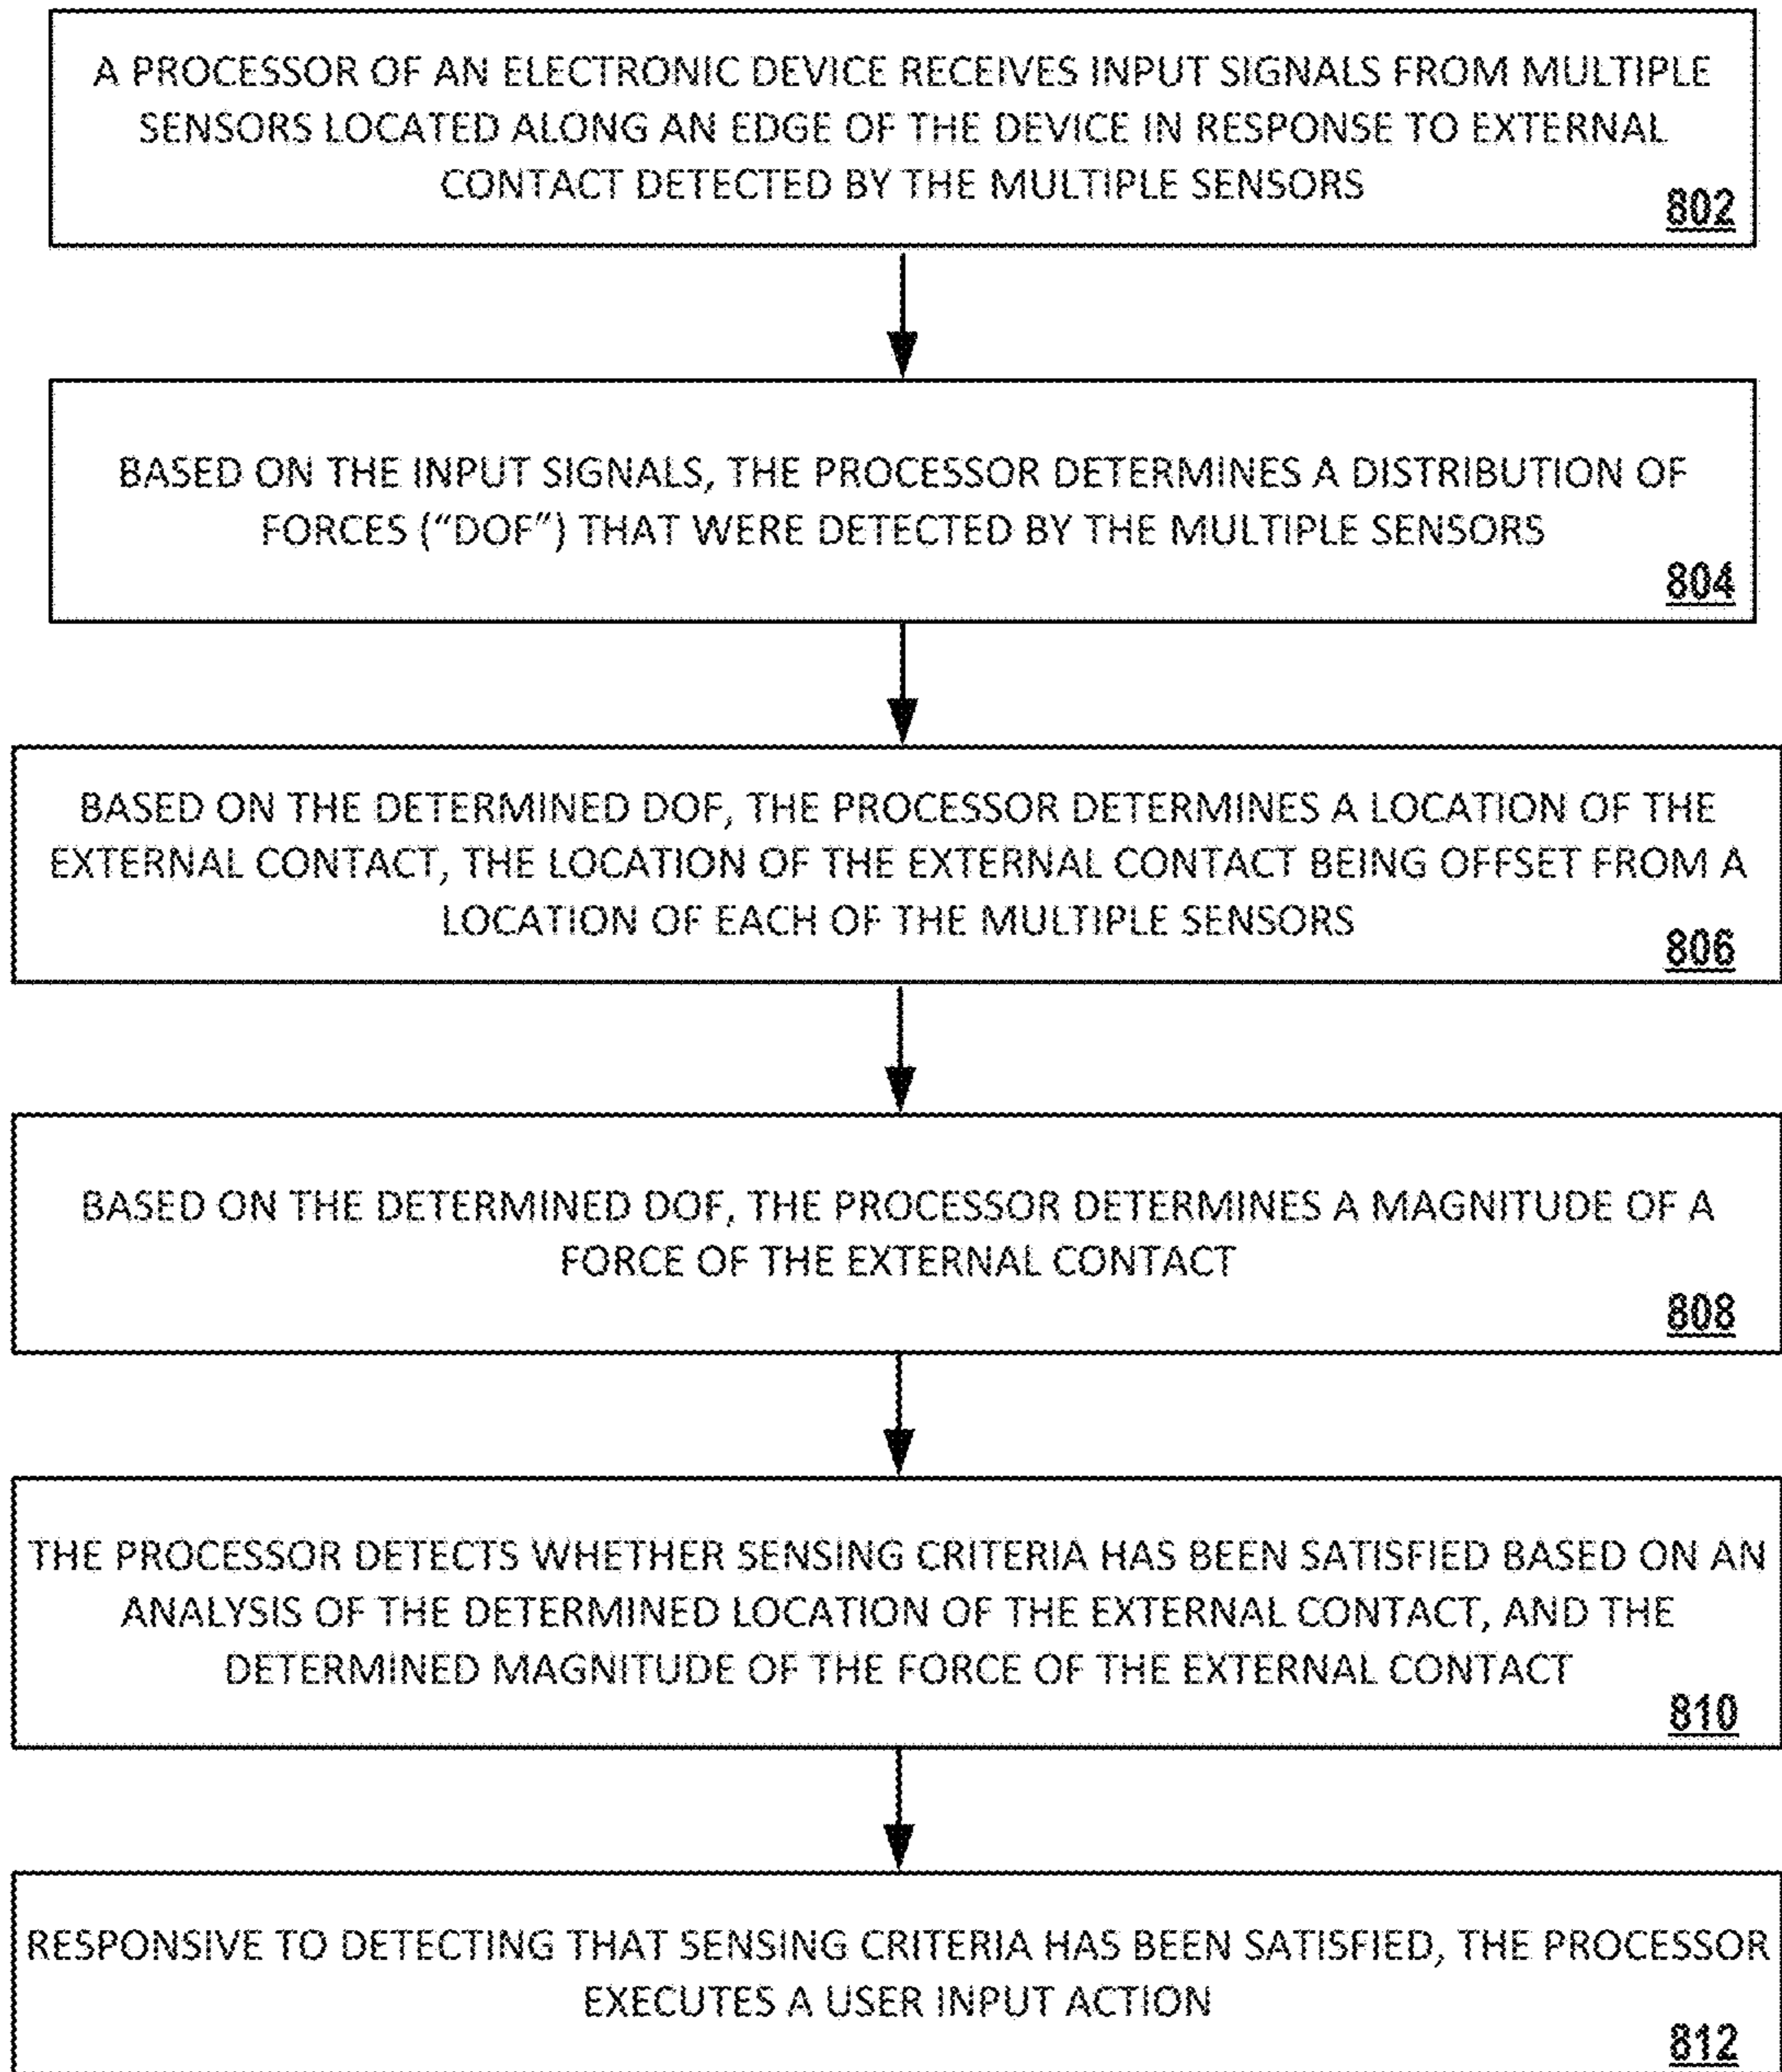 A PROCESSOR OF AN ELECTRONIC DEVICE RECEIVES INPUT SIGNALS FROM MULTIPLE
SENSORS LOCATED ALONG AN EDGE OF THE DEVICE IN RESPONSE TO EXTERNAL
CONTACT DETECTED BY THE MULTIPLE SENSORS
802
BASED ON THE INPUT SIGNALS, THE PROCESSOR DETERMINES A DISTRIBUTION OF
FORCES (“DOF”) THAT WERE DETECTED BY THE MULTIPLE SENSORS
804
BASED ON THE DETERMINED DOF, THE PROCESSOR DETERMINES A LOCATION OF THE
EXTERNAL CONTACT, THE LOCATION OF THE EXTERNAL CONTACT BEING OFFSET FROM A
LOCATION OF EACH OF THE MULTIPLE SENSORS
806
BASED ON THE DETERMINED DOF, THE PROCESSOR DETERMINES A MAGNITUDE OF A
FORCE OF THE EXTERNAL CONTACT
808
THE PROCESSOR DETECTS WHETHER SENSING CRITERIA HAS BEEN SATISFIED BASED ON AN
ANALYSIS OF THE DETERMINED LOCATION OF THE EXTERNAL CONTACT, AND THE
DETERMINED MAGNITUDE OF THE FORCE OF THE EXTERNAL CONTACT
810
RESPONSIVE TO DETECTING THAT SENSING CRITERIA HAS BEEN SATISFIED, THE PROCESSOR
EXECUTES A USER INPUT ACTION
812